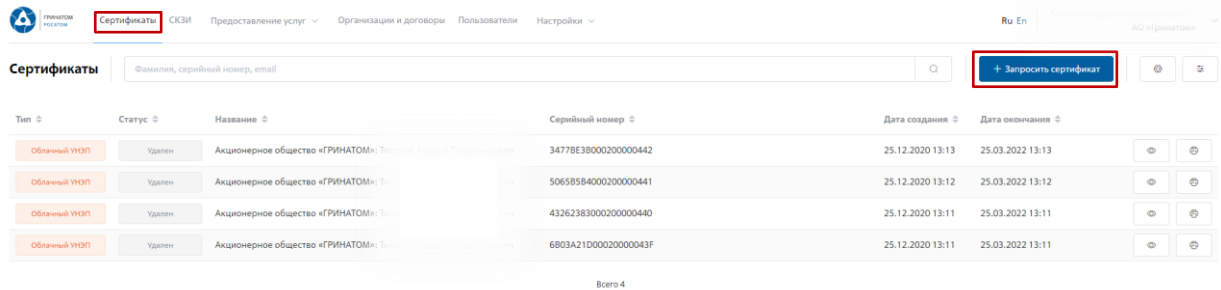 ГРИНАТОМ
РОСАТОМ
Сертификаты СКЗИ Предоставление услуг Организации и договоры Пользователи Настройки Ru En
АО «Гринатом»
Сертификаты Фамилия, серийный номер, email + Запросить сертификат
Тип Статус Название Серийный номер Дата создания Дата окончания
Облачный УНЭП Удален Акционерное общество «ГРИНАТОМ»: 3477BE3B000200000442 25.12.2020 13:13 25.03.2022 13:13
Облачный УНЭП Удален Акционерное общество «ГРИНАТОМ»: 5065B5B4000200000441 25.12.2020 13:12 25.03.2022 13:12
Облачный УНЭП Удален Акционерное общество «ГРИНАТОМ»: 43262383000200000440 25.12.2020 13:11 25.03.2022 13:11
Облачный УНЭП Удален Акционерное общество «ГРИНАТОМ»: 6B03A21D00020000043F 25.12.2020 13:11 25.03.2022 13:11
Всего 4